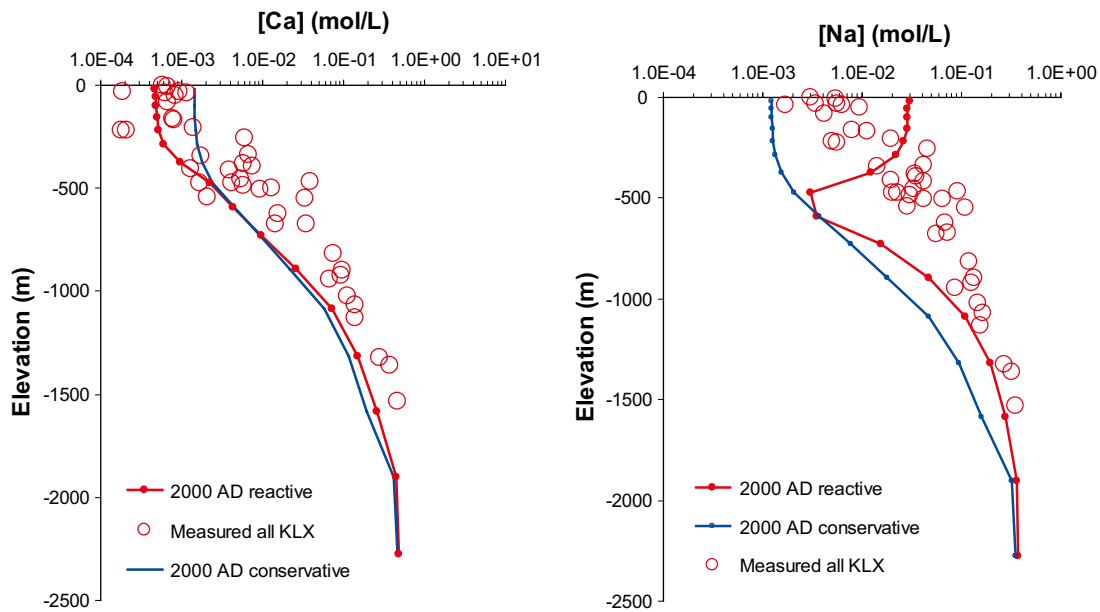 [Ca] (mol/L)
1.0E-04 1.0E-03 1.0E-02 1.0E-01 1.0E+00 1.0E+01
0
-500
-1000
-1500
-2000
-2500
Elevation (m)
2000 AD reactive
Measured all KLX
2000 AD conservative
[Na] (mol/L)
1.0E-04 1.0E-03 1.0E-02 1.0E-01 1.0E+00
0
-500
-1000
-1500
-2000
-2500
Elevation (m)
2000 AD reactive
2000 AD conservative
Measured all KLX